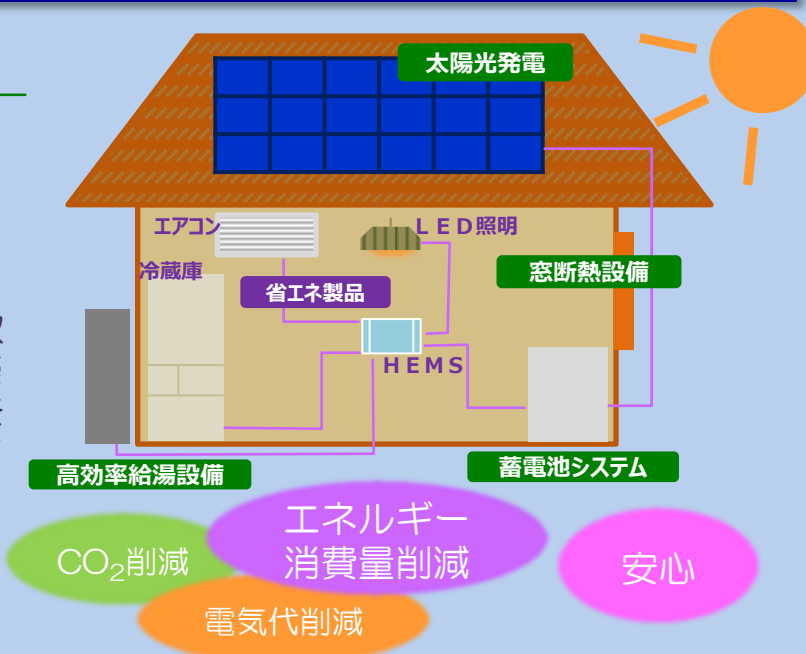 太陽光発電
エアコン
LED照明
冷蔵庫
省エネ製品
窓断熱設備
HEMS
高効率給湯設備
蓄電池システム
エネルギー
消費量削減
CO₂削減
安心
電気代削減